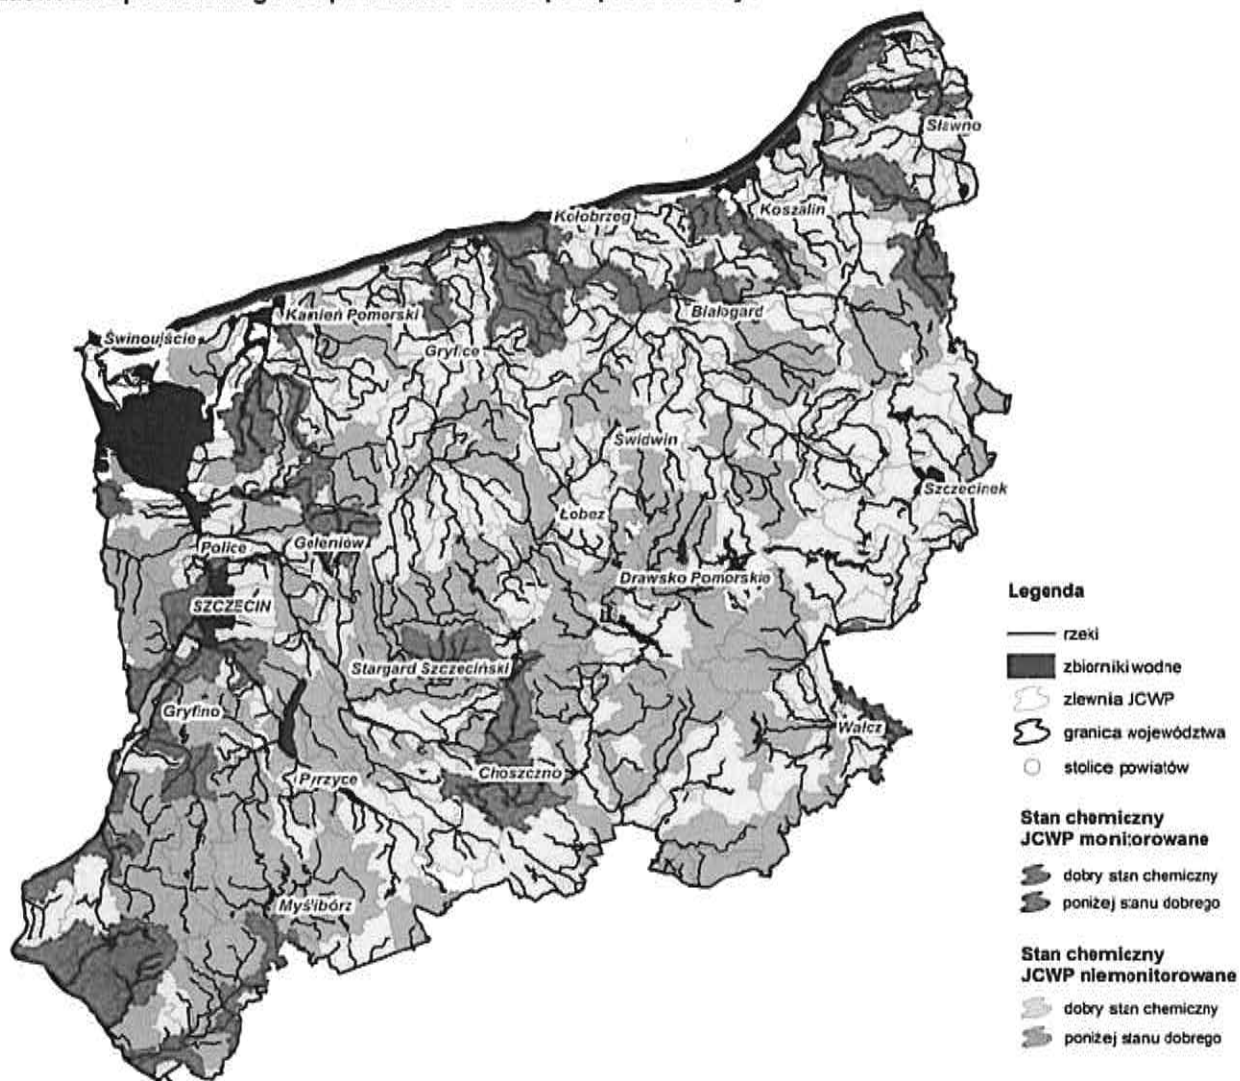 Sławno
Koszalin
Kołobrzeg
Białogard
Kamień Pomorski
Świnoujście
Gryfice
Świdwin
Szczecinek
Łobez
Goleniów
Police
Drawsko Pomorskie
SZCZECIN
Stargard Szczeciński
Gryfino
Wałcz
Choszczno
Pyrzyce
Myślibórz
Legenda
rzeki
zbiorniki wodne
zlewnia JCWP
granica województwa
stolice powiatów
Stan chemiczny
JCWP monitorowane
dobry stan chemiczny
poniżej stanu dobrego
Stan chemiczny
JCWP niemonitorowane
dobry stan chemiczny
poniżej stanu dobrego